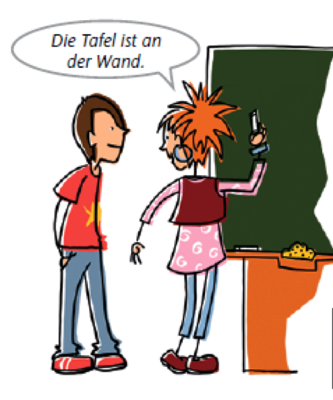 Die Tafel ist an
der Wand.